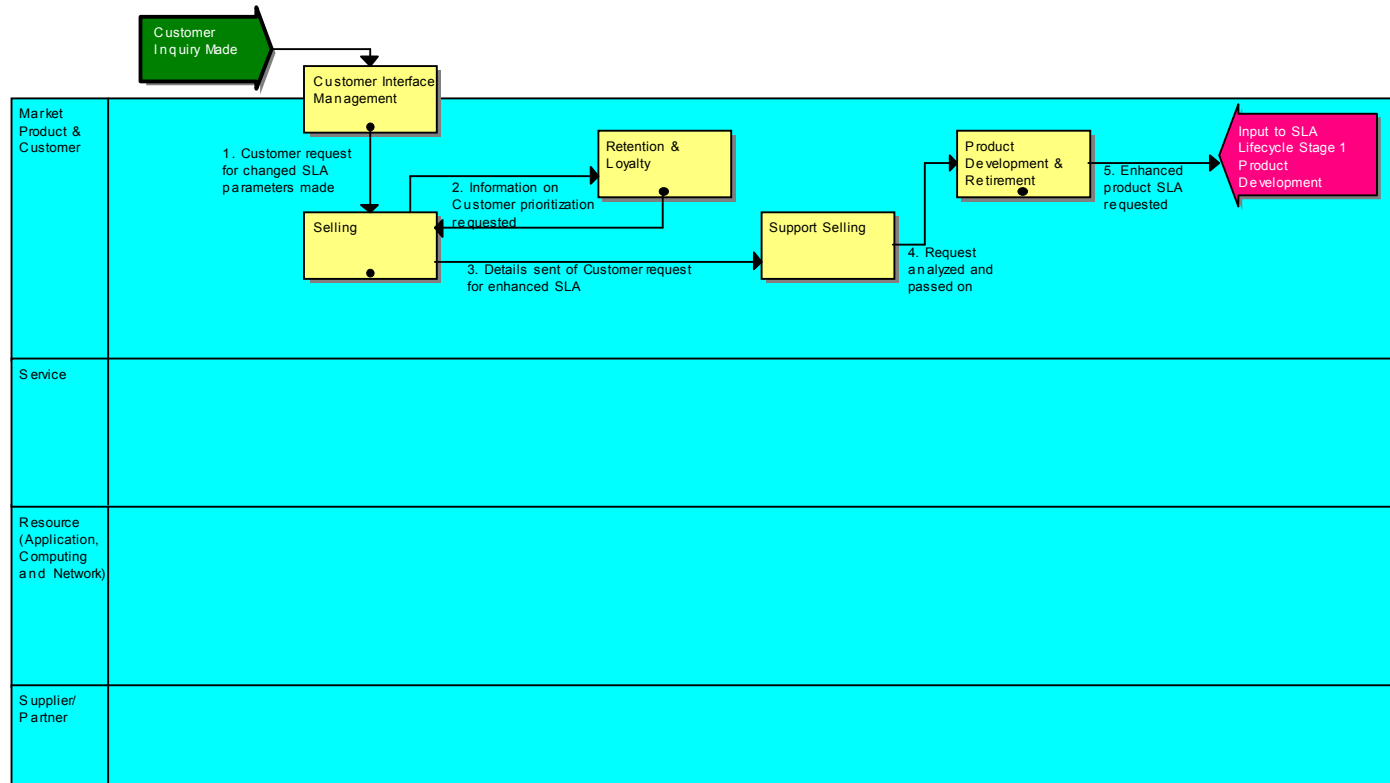 Customer
Inquiry Made
Customer Interface
Management
Market
Product &
Customer
1. Customer request
for changed SLA
parameters made
Retention &
Loyalty
2. Information on
Customer prioritization
requested
Selling
3. Details sent of Customer request
for enhanced SLA
Support Selling
4. Request
analyzed and
passed on
Product
Development &
Retirement
5. Enhanced
product SLA
requested
Input to SLA
Lifecycle Stage 1
Product
Development
Service
Resource
(Application,
Computing
and Network)
Supplier/
Partner